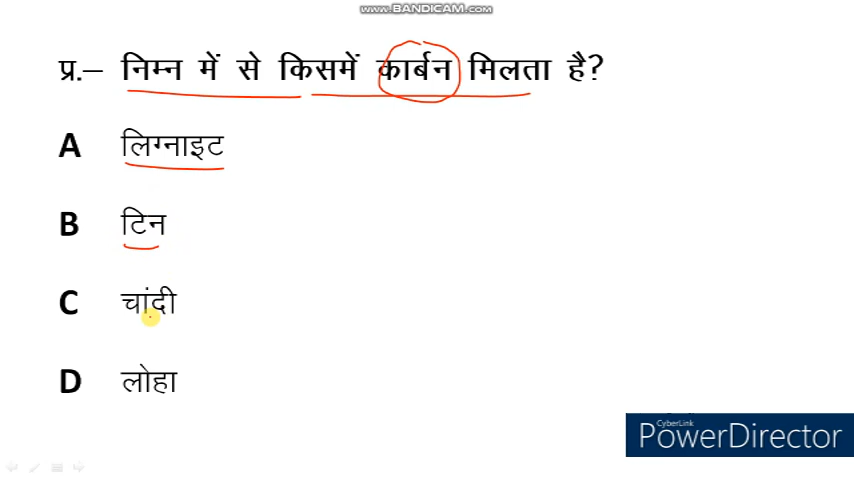 www.BANDICAM.com
प्र.– निम्न में से किसमें कार्बन मिलता है?
A लिग्नाइट
B टिन
C चांदी
D लोहा
CyberLink
PowerDirector